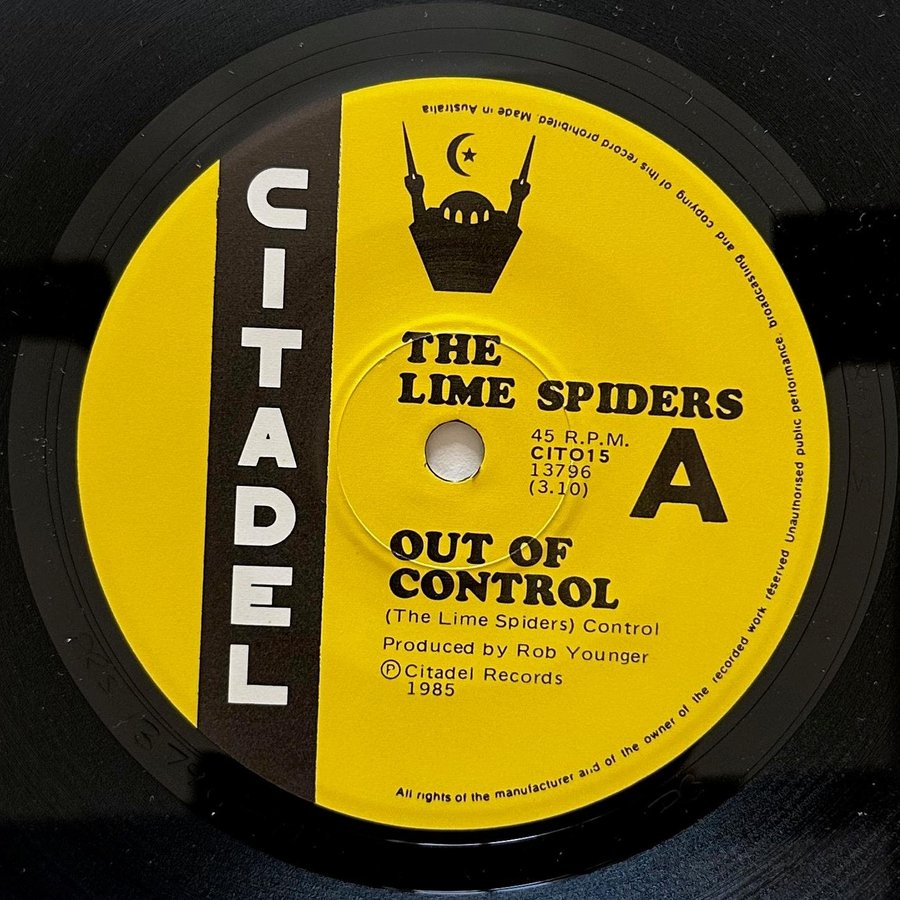 CITADEL
THE
LIME SPIDERS
45 R.P.M.
CITO15
13796
(3.10)
A
OUT OF
CONTROL
(The Lime Spiders) Control
Produced by Rob Younger
Ⓟ Citadel Records
1985
All rights of the manufacturer and of the owner of the recorded work reserved Unauthorised public performance, broadcasting and copying of this record prohibited. Made in Australia